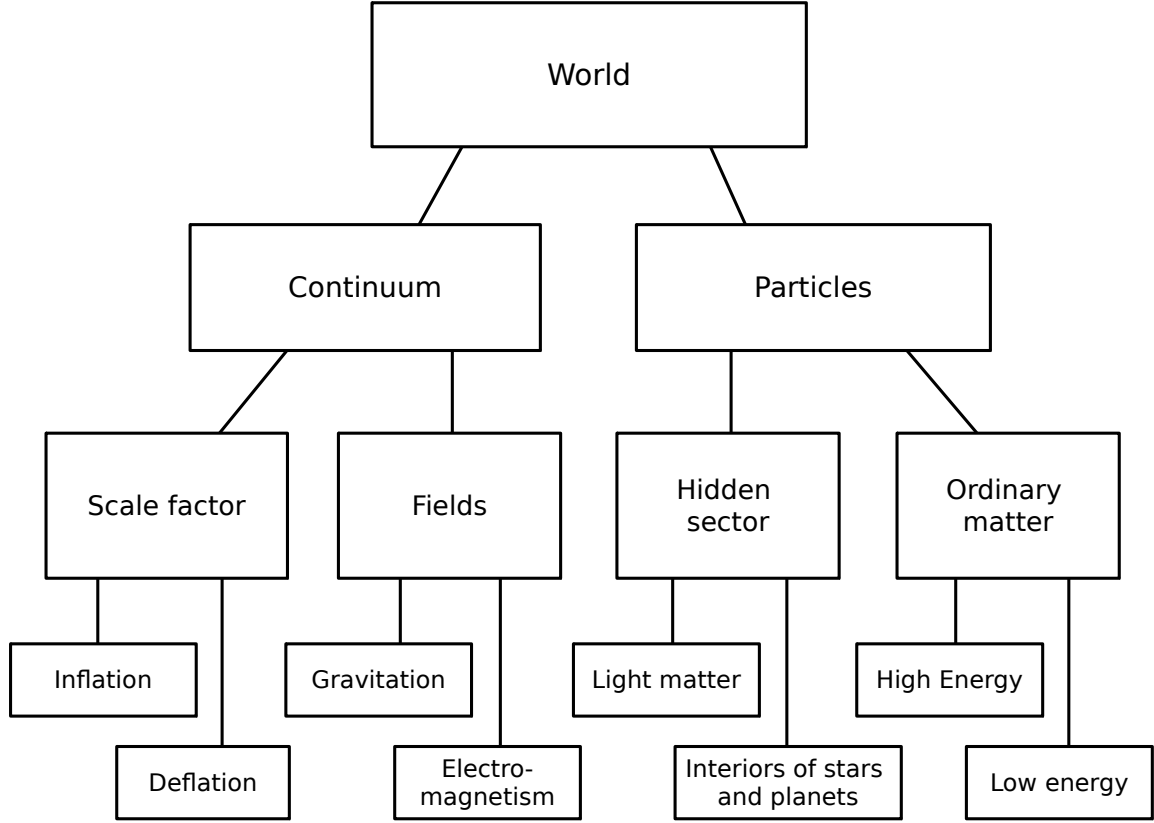 World
Continuum
Particles
Scale factor
Fields
Hidden
sector
Ordinary
matter
Inflation
Gravitation
Light matter
High Energy
Deflation
Electro-
magnetism
Interiors of stars
and planets
Low energy